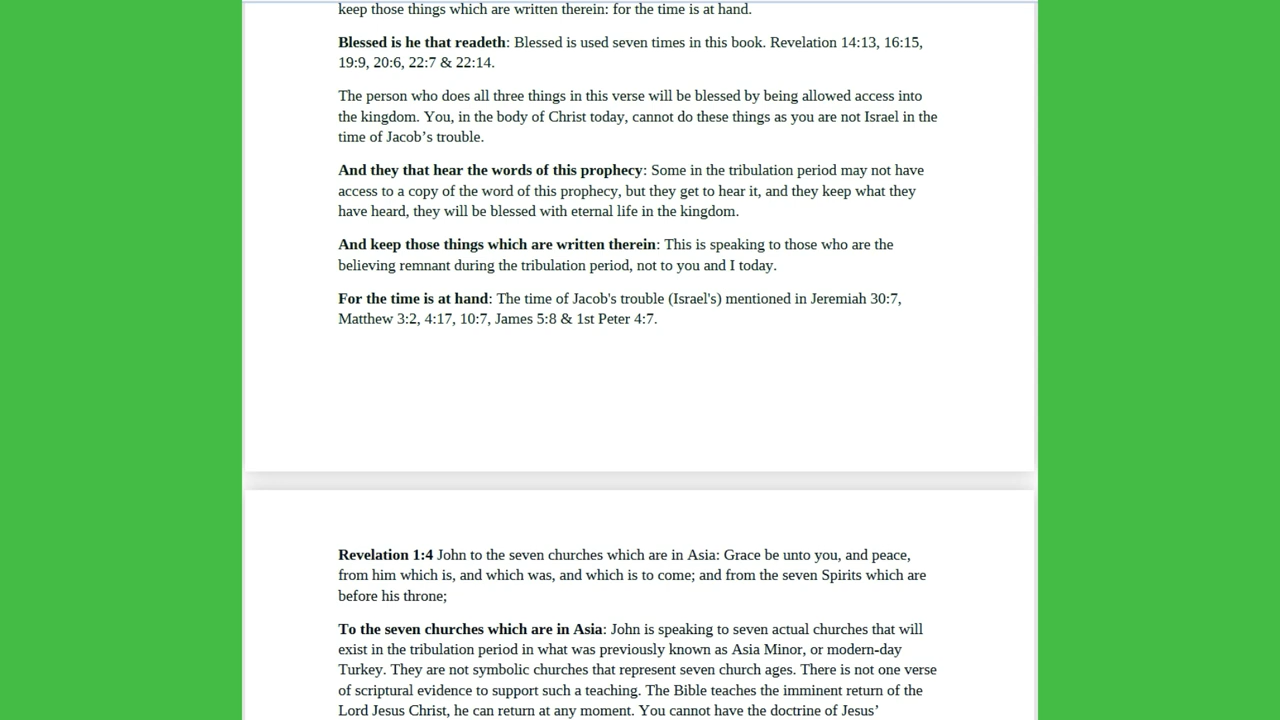 keep those things which are written therein: for the time is at hand.
Blessed is he that readeth: Blessed is used seven times in this book. Revelation 14:13, 16:15,
19:9, 20:6, 22:7 & 22:14.
The person who does all three things in this verse will be blessed by being allowed access into
the kingdom. You, in the body of Christ today, cannot do these things as you are not Israel in the
time of Jacob’s trouble.
And they that hear the words of this prophecy: Some in the tribulation period may not have
access to a copy of the word of this prophecy, but they get to hear it, and they keep what they
have heard, they will be blessed with eternal life in the kingdom.
And keep those things which are written therein: This is speaking to those who are the
believing remnant during the tribulation period, not to you and I today.
For the time is at hand: The time of Jacob's trouble (Israel's) mentioned in Jeremiah 30:7,
Matthew 3:2, 4:17, 10:7, James 5:8 & 1st Peter 4:7.
Revelation 1:4 John to the seven churches which are in Asia: Grace be unto you, and peace,
from him which is, and which was, and which is to come; and from the seven Spirits which are
before his throne;
To the seven churches which are in Asia: John is speaking to seven actual churches that will
exist in the tribulation period in what was previously known as Asia Minor, or modern-day
Turkey. They are not symbolic churches that represent seven church ages. There is not one verse
of scriptural evidence to support such a teaching. The Bible teaches the imminent return of the
Lord Jesus Christ, he can return at any moment. You cannot have the doctrine of Jesus’